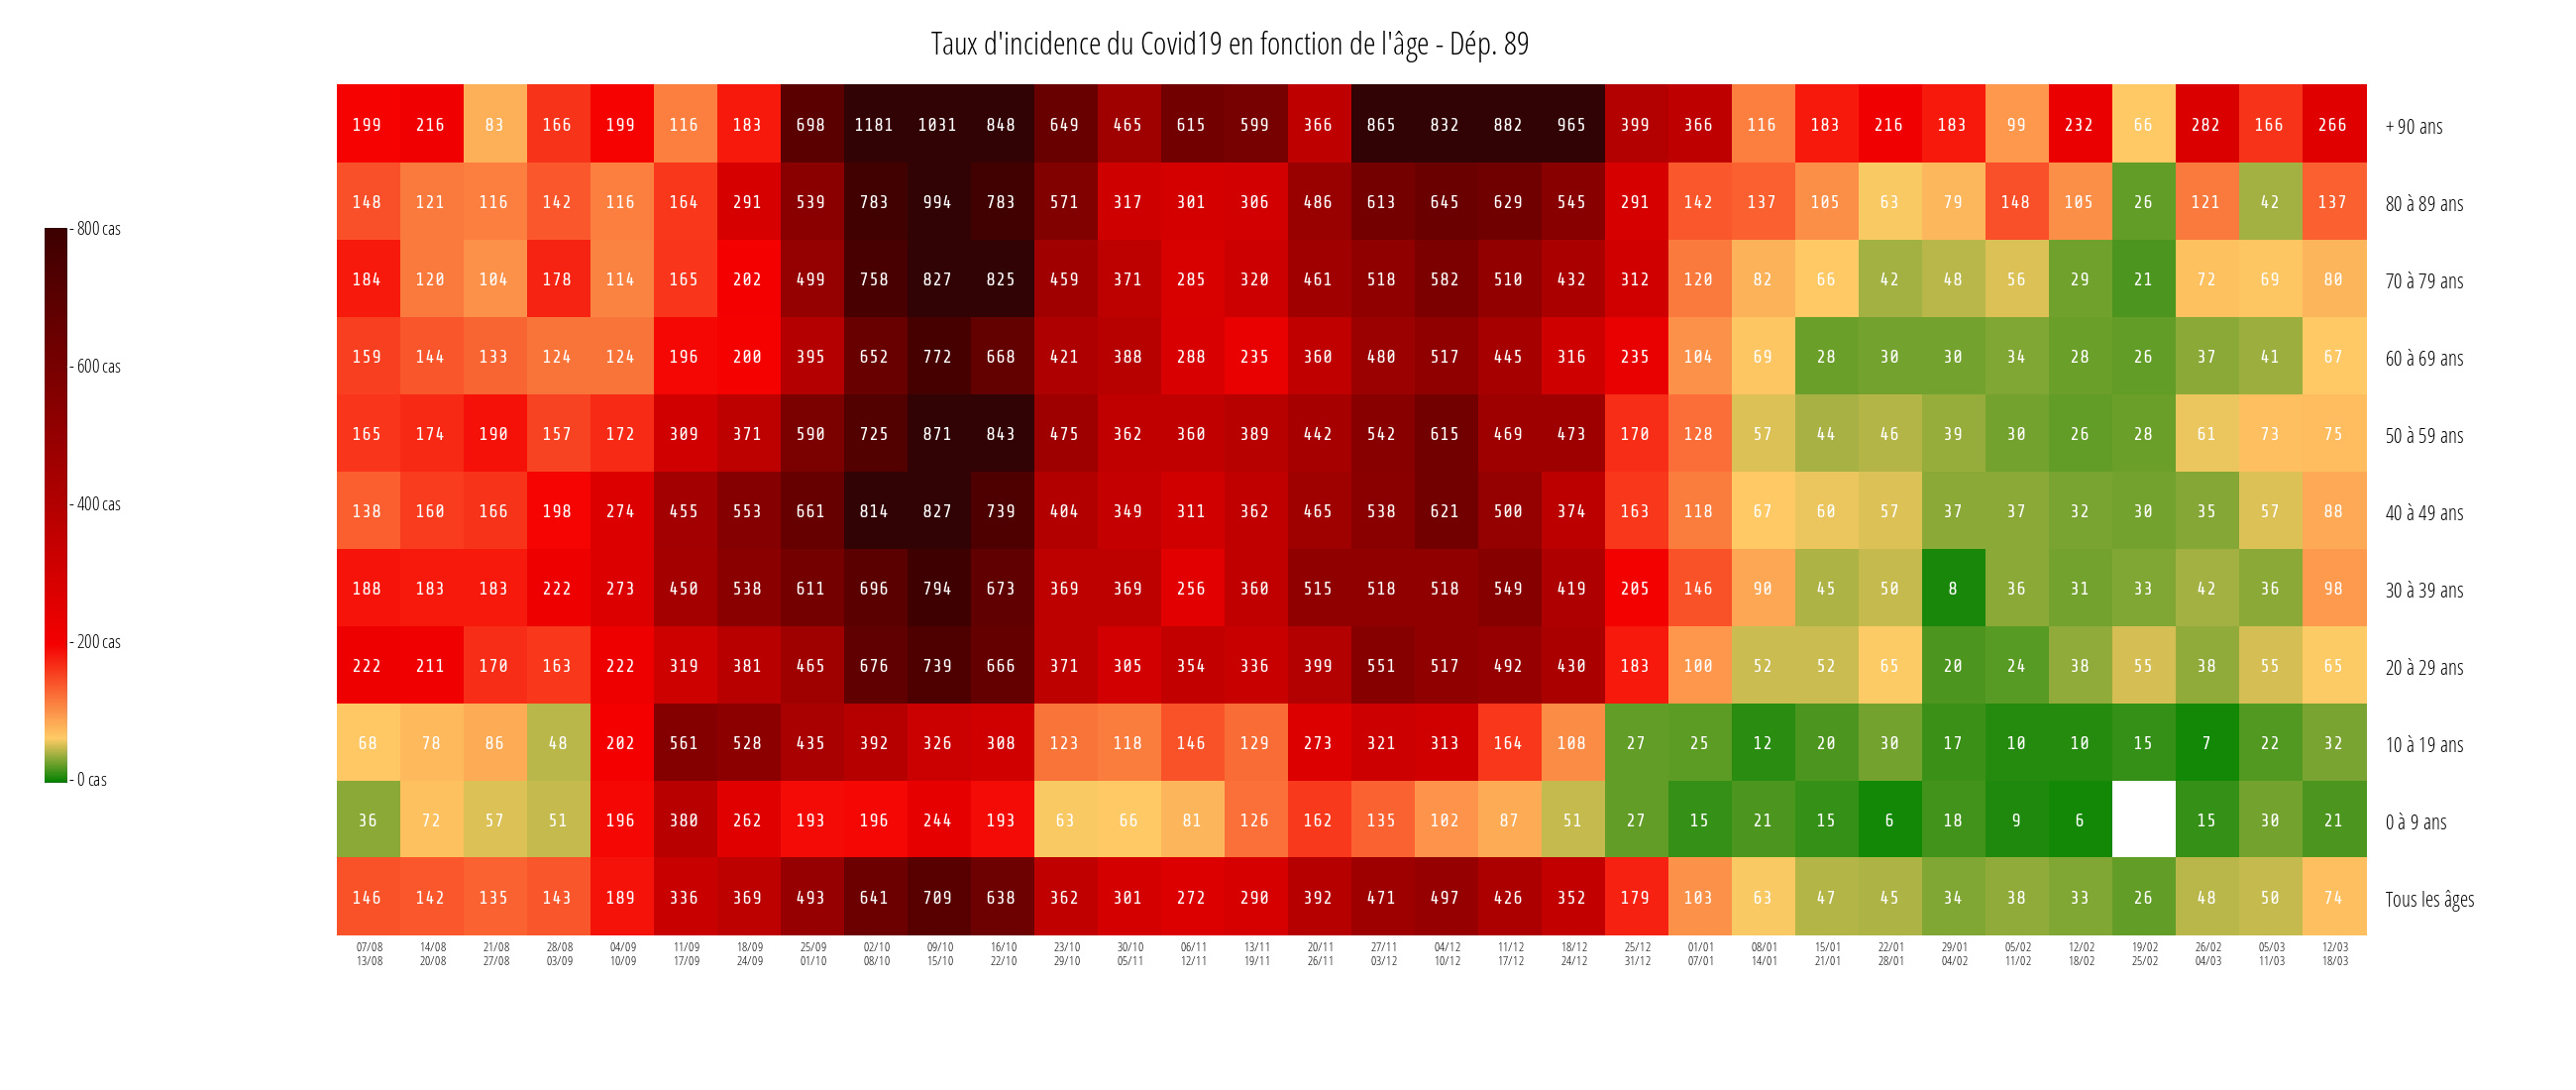 Taux d'incidence du Covid19 en fonction de l'âge - Dép. 89
- 800 cas
- 600 cas
- 400 cas
- 200 cas
- 0 cas
199 216 83 166 199 116 183 698 1181 1031 848 649 465 615 599 366 865 832 882 965 399 366 116 183 216 183 99 232 66 282 166 266 + 90 ans
148 121 116 142 116 164 291 539 783 994 783 571 317 301 306 486 613 645 629 545 291 142 137 105 63 79 148 105 26 121 42 137 80 à 89 ans
184 120 104 178 114 165 202 499 758 827 825 459 371 285 320 461 518 582 510 432 312 120 82 66 42 48 56 29 21 72 69 80 70 à 79 ans
159 144 133 124 124 196 200 395 652 772 668 421 388 288 235 360 480 517 445 316 235 104 69 28 30 30 34 28 26 37 41 67 60 à 69 ans
165 174 190 157 172 309 371 590 725 871 843 475 362 360 389 442 542 615 469 473 170 128 57 44 46 39 30 26 28 61 73 75 50 à 59 ans
138 160 166 198 274 455 553 661 814 827 739 404 349 311 362 465 538 621 500 374 163 118 67 60 57 37 37 32 30 35 57 88 40 à 49 ans
188 183 183 222 273 450 538 611 696 794 673 369 369 256 360 515 518 518 549 419 205 146 90 45 50 8 36 31 33 42 36 98 30 à 39 ans
222 211 170 163 222 319 381 465 676 739 666 371 305 354 336 399 551 517 492 430 183 100 52 52 65 20 24 38 55 38 55 65 20 à 29 ans
68 78 86 48 202 561 528 435 392 326 308 123 118 146 129 273 321 313 164 108 27 25 12 20 30 17 10 10 15 7 22 32 10 à 19 ans
36 72 57 51 196 380 262 193 196 244 193 63 66 81 126 162 135 102 87 51 27 15 21 15 6 18 9 6 15 30 21 0 à 9 ans
146 142 135 143 189 336 369 493 641 709 638 362 301 272 290 392 471 497 426 352 179 103 63 47 45 34 38 33 26 48 50 74 Tous les âges
07/08 14/08 21/08 28/08 04/09 11/09 18/09 25/09 02/10 09/10 16/10 23/10 30/10 06/11 13/11 20/11 27/11 04/12 11/12 18/12 25/12 01/01 08/01 15/01 22/01 29/01 05/02 12/02 19/02 26/02 05/03 12/03
13/08 20/08 27/08 03/09 10/09 17/09 24/09 01/10 08/10 15/10 22/10 29/10 05/11 12/11 19/11 26/11 03/12 10/12 17/12 24/12 31/12 07/01 14/01 21/01 28/01 04/02 11/02 18/02 25/02 04/03 11/03 18/03